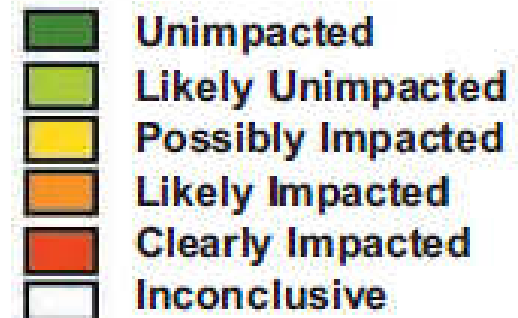 Unimpacted
Likely Unimpacted
Possibly Impacted
Likely Impacted
Clearly Impacted
Inconclusive